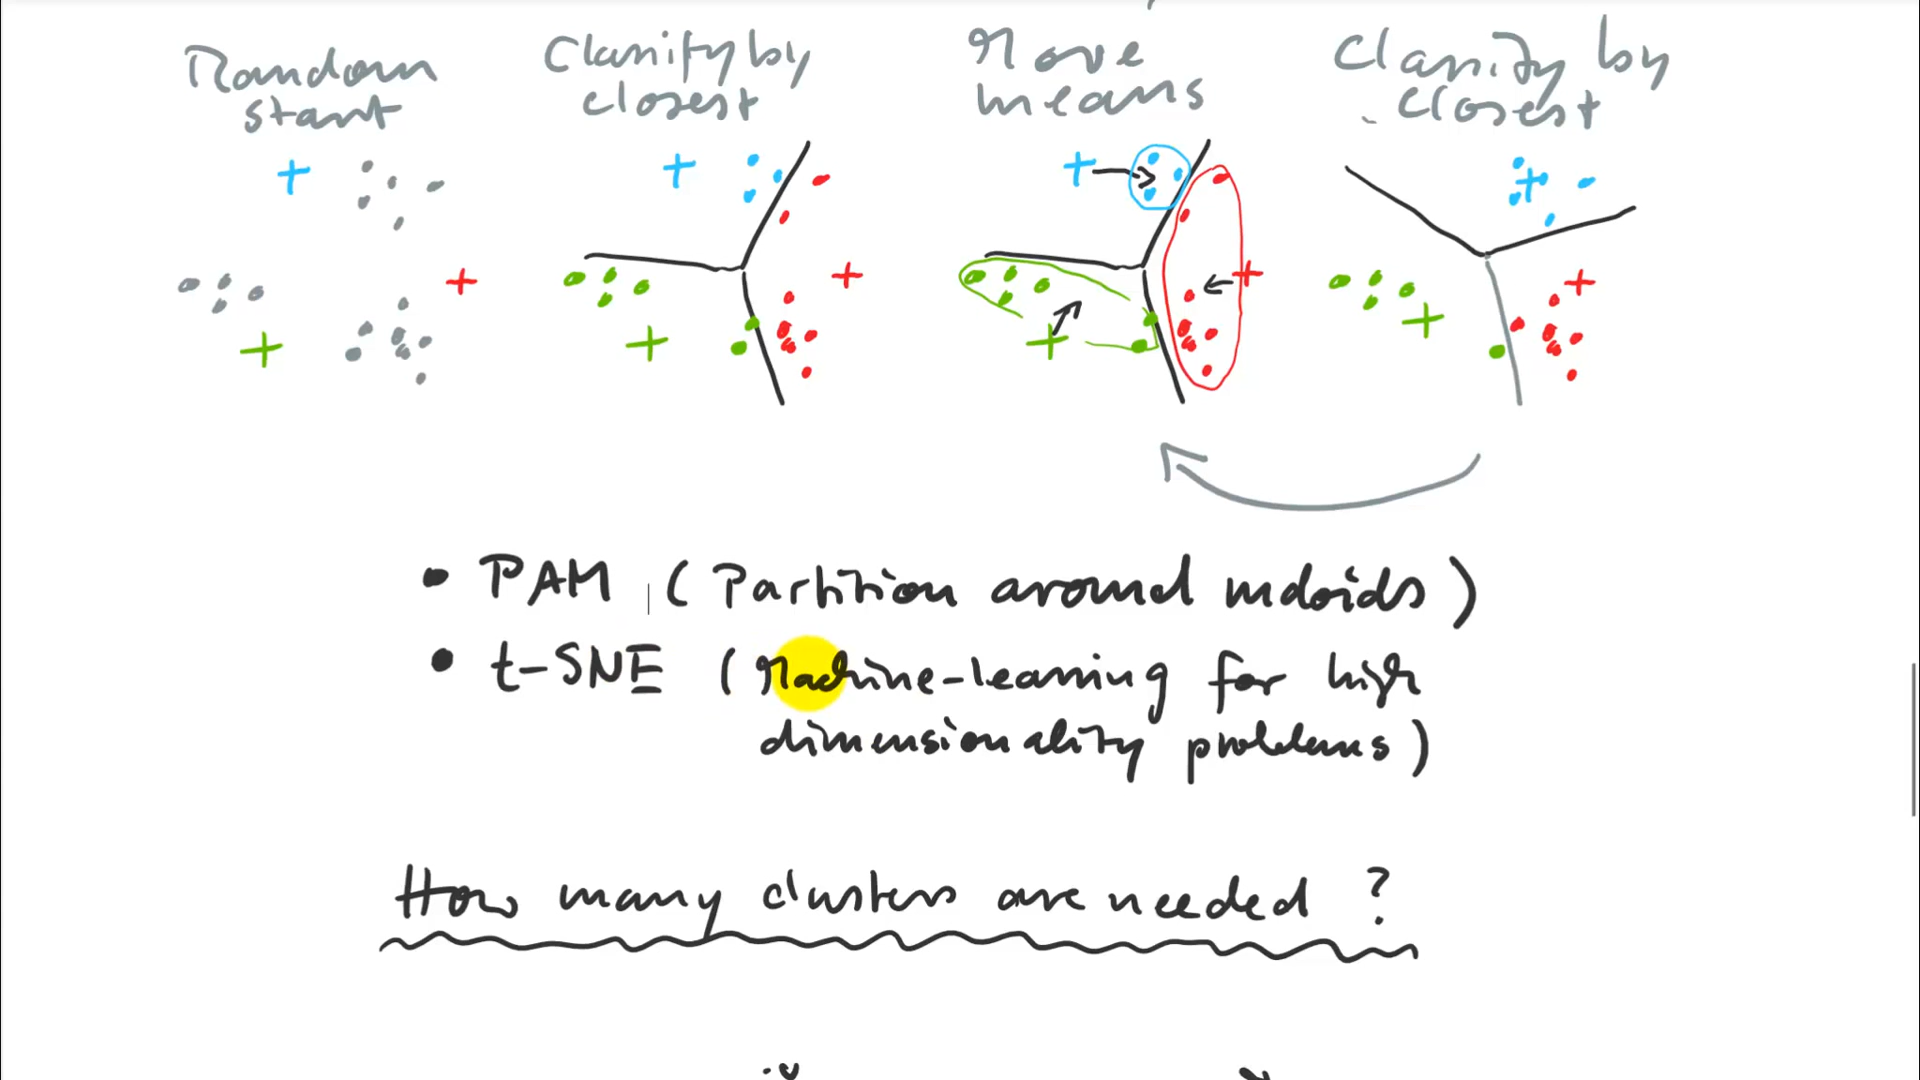 Random
start
Classify by
closest
Move
means
Classify by
closest
• PAM (Partition around mdoids)
• t-SNE (Machine-learning for high
dimensionality problems)
How many clusters are needed ?